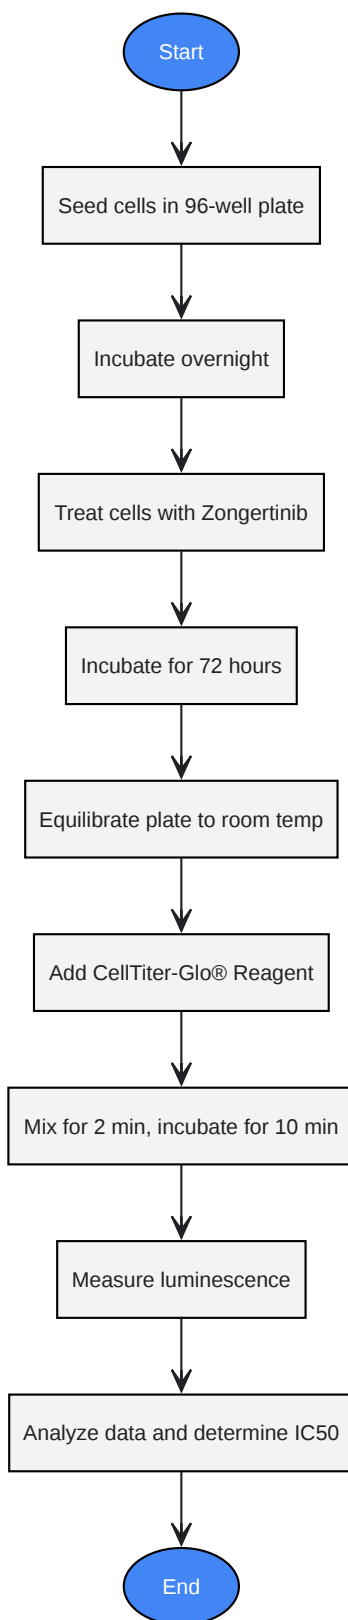 Start
Seed cells in 96-well plate
Incubate overnight
Treat cells with Zongertinib
Incubate for 72 hours
Equilibrate plate to room temp
Add CellTiter-Glo® Reagent
Mix for 2 min, incubate for 10 min
Measure luminescence
Analyze data and determine IC50
End